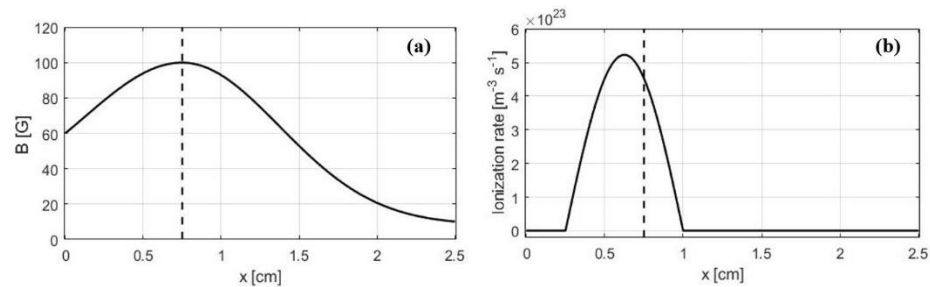 120
100
80
60
40
20
0
B [G]
(a)
0 0.5 1 1.5 2 2.5
x [cm]
×10²³
6
5
4
3
2
1
0
Ionization rate [m⁻³ s⁻¹]
(b)
0 0.5 1 1.5 2 2.5
x [cm]